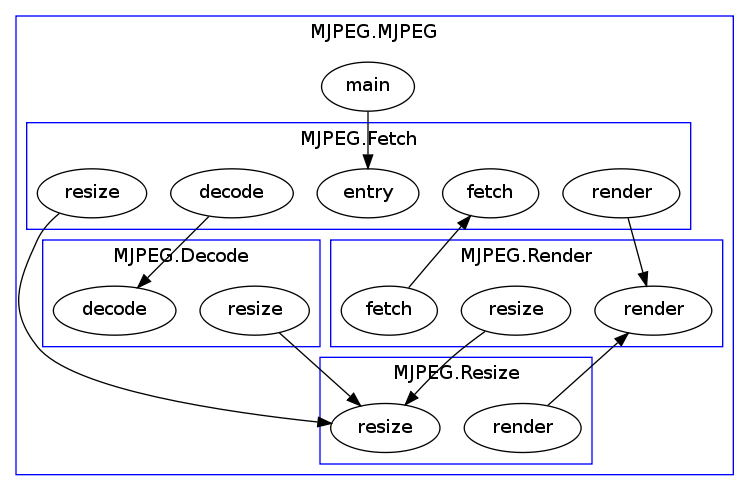 MJPEG.MJPEG
main
MJPEG.Fetch
resize
decode
entry
fetch
render
MJPEG.Decode
decode
resize
MJPEG.Render
fetch
resize
render
MJPEG.Resize
resize
render